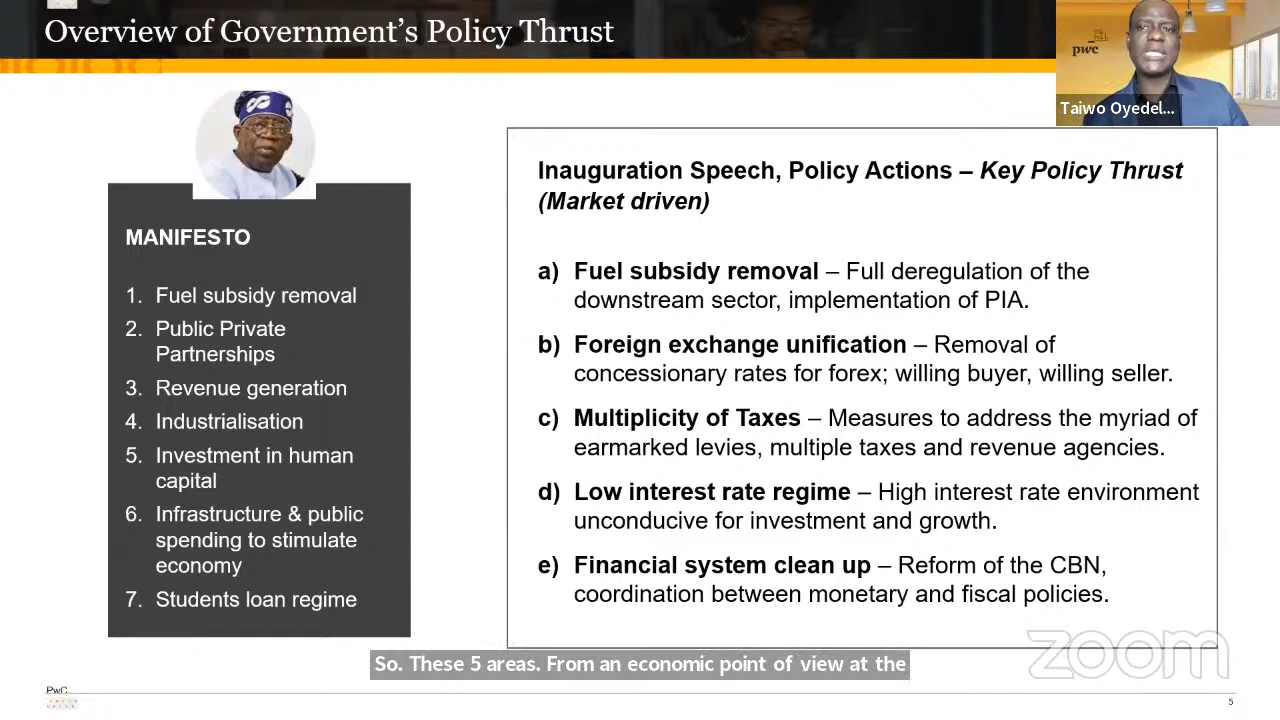 Overview of Government's Policy Thrust
pwc
Taiwo Oyedel...
MANIFESTO
1. Fuel subsidy removal
2. Public Private
Partnerships
3. Revenue generation
4. Industrialisation
5. Investment in human
capital
6. Infrastructure & public
spending to stimulate
economy
7. Students loan regime
Inauguration Speech, Policy Actions – Key Policy Thrust
(Market driven)
a) Fuel subsidy removal – Full deregulation of the
downstream sector, implementation of PIA.
b) Foreign exchange unification – Removal of
concessionary rates for forex; willing buyer, willing seller.
c) Multiplicity of Taxes – Measures to address the myriad of
earmarked levies, multiple taxes and revenue agencies.
d) Low interest rate regime – High interest rate environment
unconducive for investment and growth.
e) Financial system clean up – Reform of the CBN,
coordination between monetary and fiscal policies.
zoom
So. These 5 areas. From an economic point of view at the
PwC
5